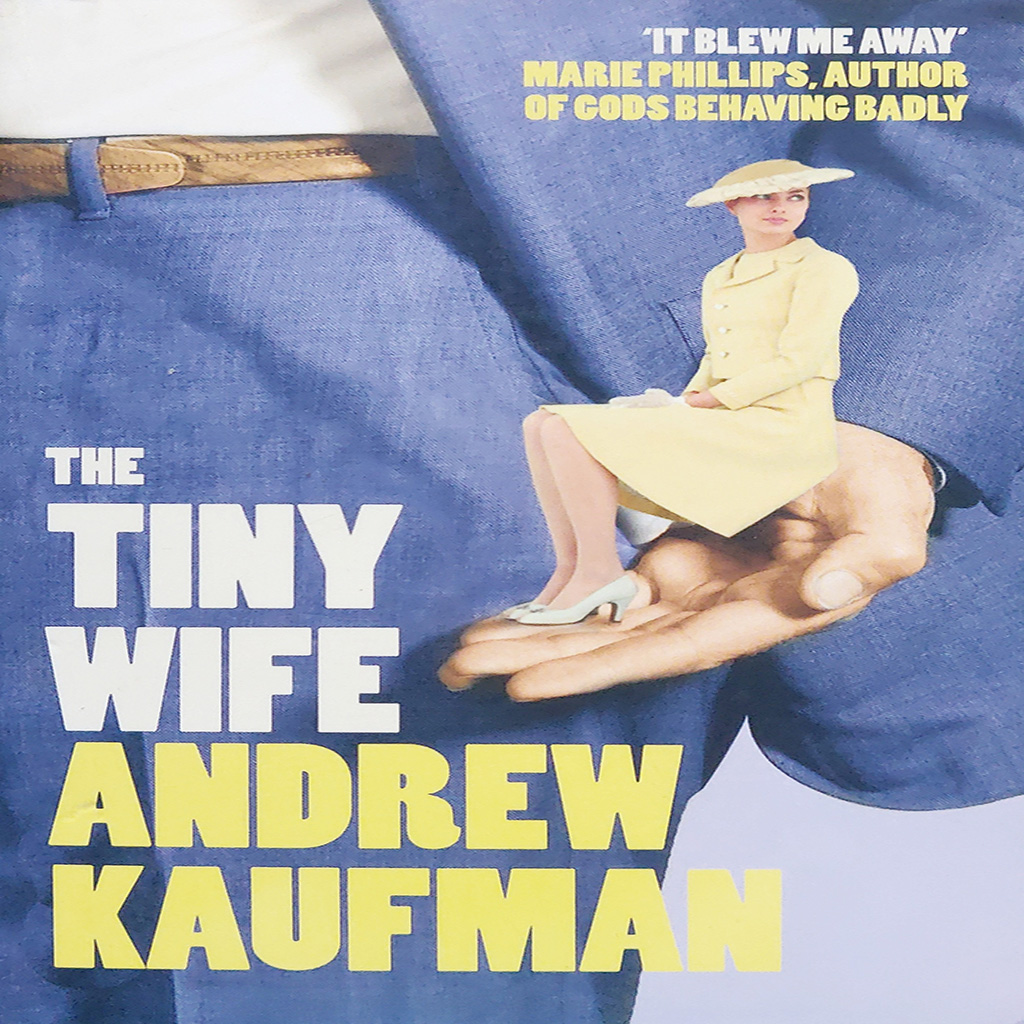 'IT BLEW ME AWAY'
MARIE PHILLIPS, AUTHOR
OF GODS BEHAVING BADLY
THE
TINY
WIFE
ANDREW
KAUFMAN